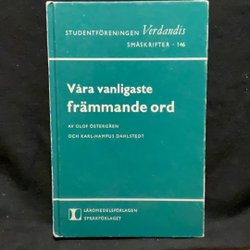 STUDENTFÖRENINGEN Verdandis
SMÅSKRIFTER · 146
Våra vanligaste
främmande ord
AV OLOF ÖSTERGREN
OCH KARL-HAMPUS DAHLSTEDT
LÄROMEDELSFÖRLAGEN
SPRÅKFÖRLAGET